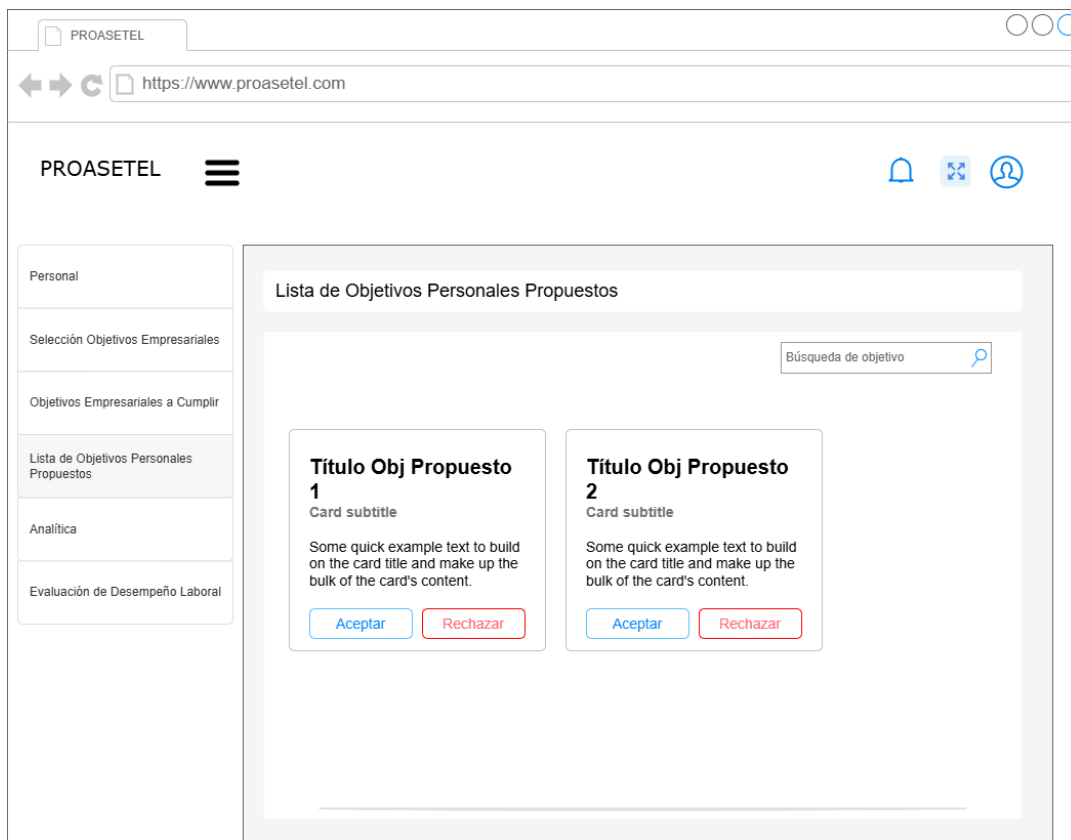 PROASETEL
https://www.proasetel.com
PROASETEL
Personal
Selección Objetivos Empresariales
Objetivos Empresariales a Cumplir
Lista de Objetivos Personales
Propuestos
Analítica
Evaluación de Desempeño Laboral
Lista de Objetivos Personales Propuestos
Búsqueda de objetivo
Título Obj Propuesto
1
Card subtitle
Some quick example text to build
on the card title and make up the
bulk of the card's content.
Aceptar
Rechazar
Título Obj Propuesto
2
Card subtitle
Some quick example text to build
on the card title and make up the
bulk of the card's content.
Aceptar
Rechazar